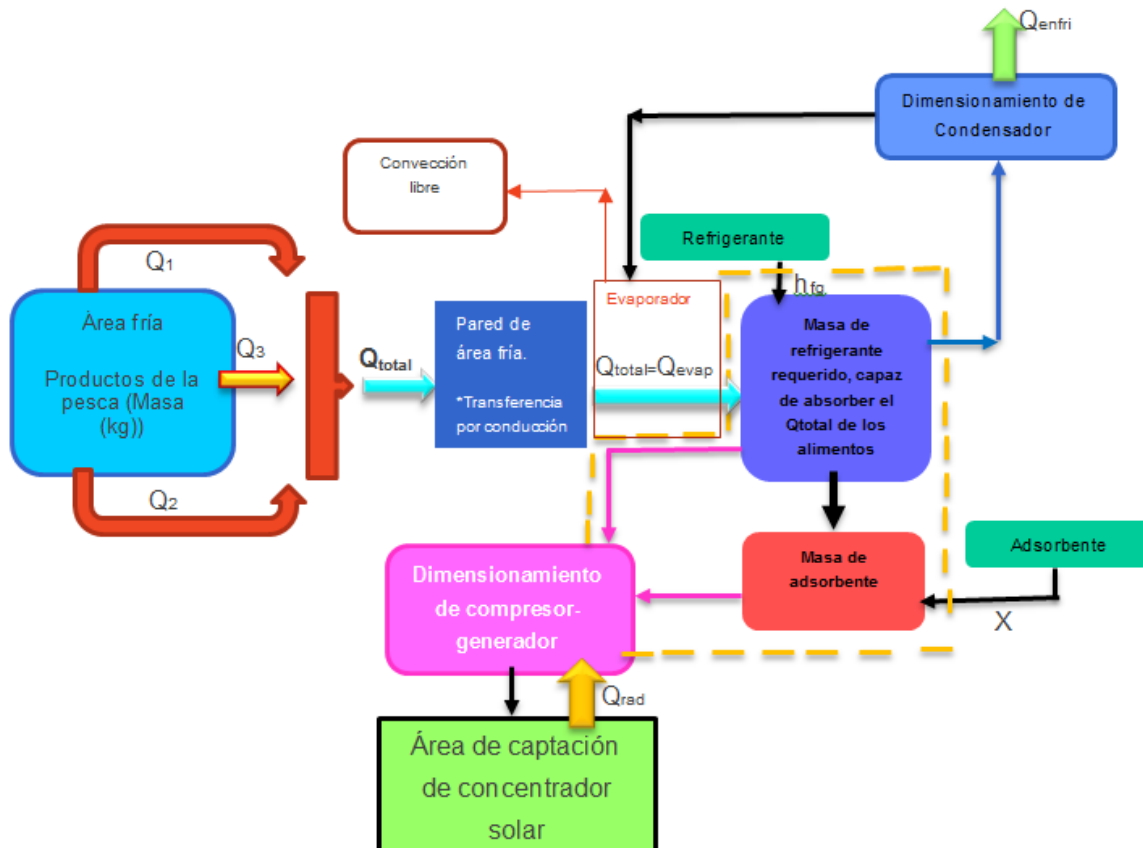 Qenfri
Dimensionamiento de
Condensador
Convección
libre
Refrigerante
Q1
hfg
Evaporador
Área fría
Productos de la
pesca (Masa
(kg))
Q3
Qtotal
Pared de
área fría.
*Transferencia
por conducción
Qtotal=Qevap
Masa de
refrigerante
requerido, capaz
de absorber el
Qtotal de los
alimentos
Q2
Masa de
adsorbente
Adsorbente
X
Dimensionamiento
de compresor-
generador
Qrad
Área de captación
de concentrador
solar